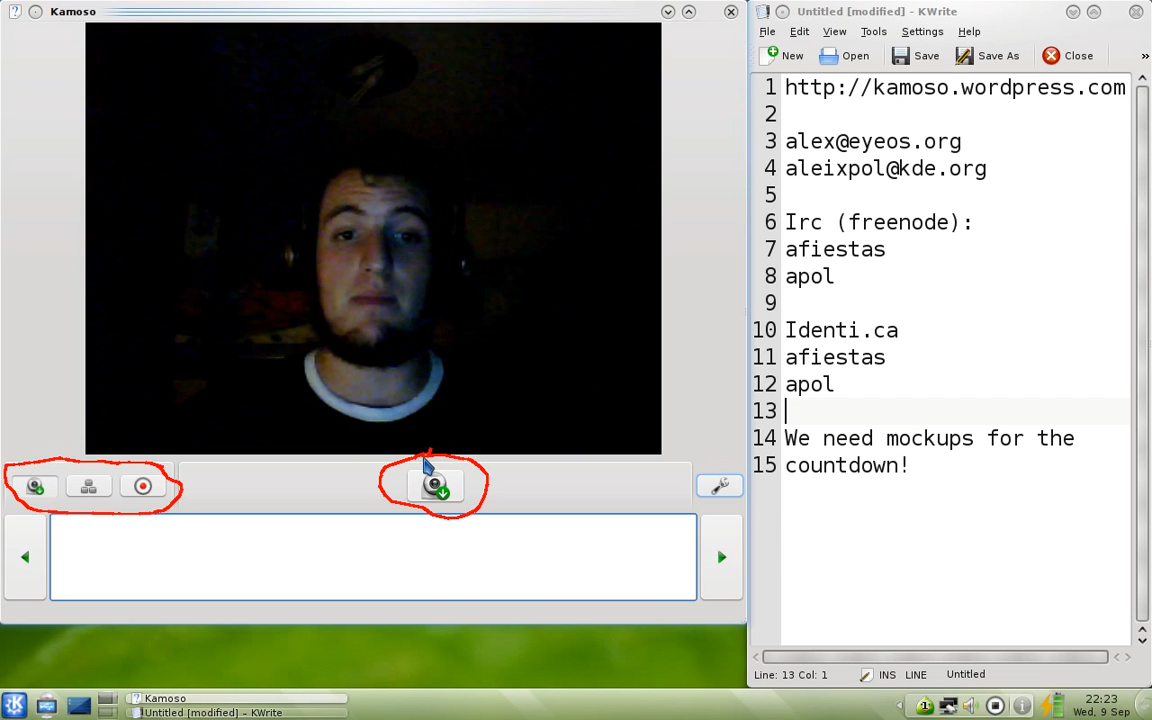 Kamoso
Untitled [modified] - KWrite
File Edit View Tools Settings Help
New Open Save Save As Close »
1 http://kamoso.wordpress.com
2
3 alex@eyeos.org
4 aleixpol@kde.org
5
6 Irc (freenode):
7 afiestas
8 apol
9
10 Identi.ca
11 afiestas
12 apol
13
14 We need mockups for the
15 countdown!
Line: 13 Col: 1 INS LINE Untitled
Kamoso
Untitled [modified] - KWrite
1
22:23
Wed, 9 Sep